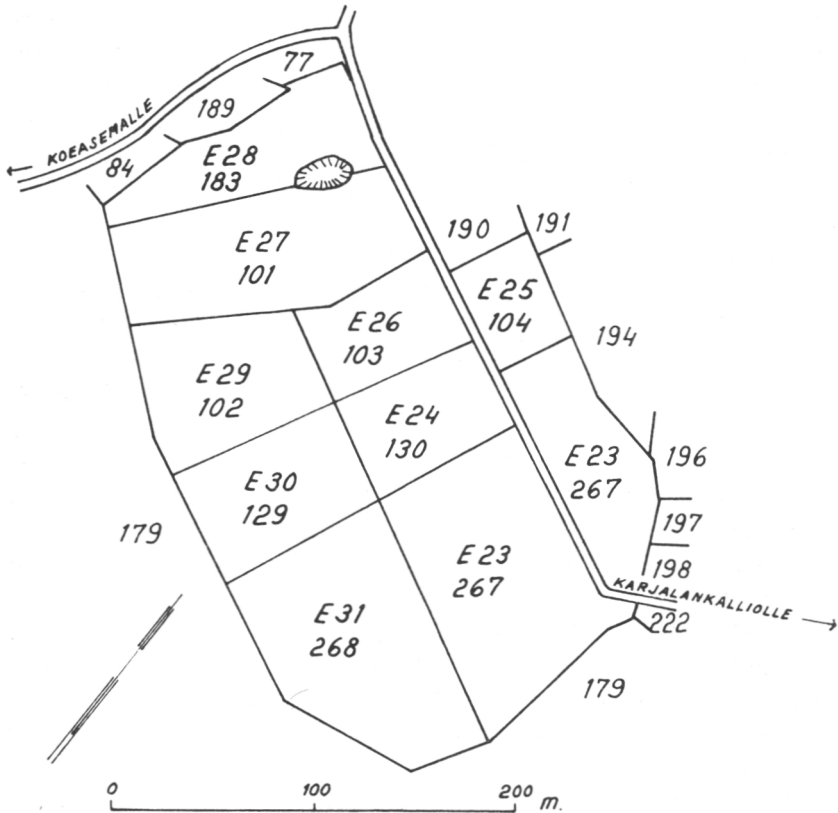 77
189
KOEASEMALLE
84
E 28
183
E 27
101
190
191
E 25
104
E 26
103
194
E 29
102
E 24
130
E 23
267
196
E 30
129
197
179
198
E 23
267
KARJALANKALLIOLLE
222
E 31
268
179
0 100 200 m.